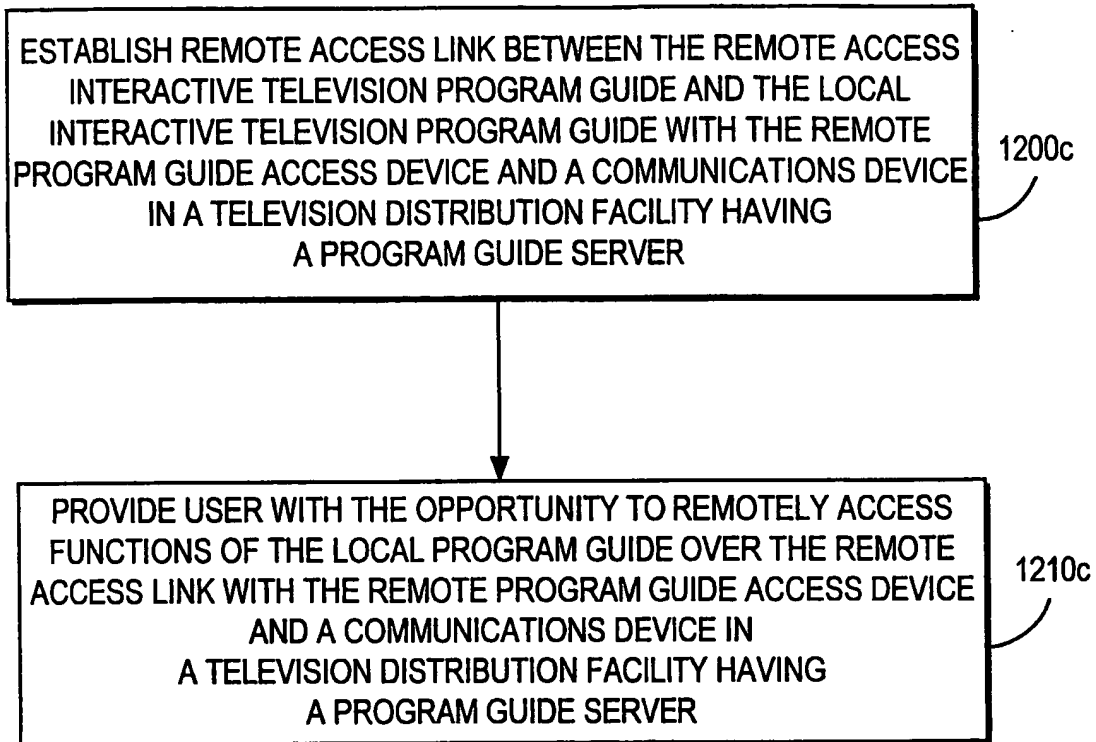 ESTABLISH REMOTE ACCESS LINK BETWEEN THE REMOTE ACCESS
INTERACTIVE TELEVISION PROGRAM GUIDE AND THE LOCAL
INTERACTIVE TELEVISION PROGRAM GUIDE WITH THE REMOTE
PROGRAM GUIDE ACCESS DEVICE AND A COMMUNICATIONS DEVICE
IN A TELEVISION DISTRIBUTION FACILITY HAVING
A PROGRAM GUIDE SERVER
1200c
PROVIDE USER WITH THE OPPORTUNITY TO REMOTELY ACCESS
FUNCTIONS OF THE LOCAL PROGRAM GUIDE OVER THE REMOTE
ACCESS LINK WITH THE REMOTE PROGRAM GUIDE ACCESS DEVICE
AND A COMMUNICATIONS DEVICE IN
A TELEVISION DISTRIBUTION FACILITY HAVING
A PROGRAM GUIDE SERVER
1210c